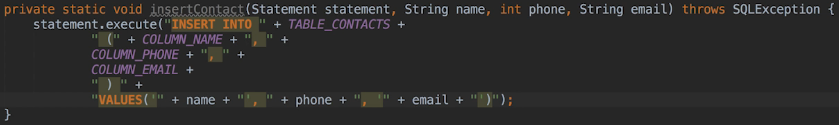 private static void insertContact(Statement statement, String name, int phone, String email) throws SQLException {
statement.execute("INSERT INTO " + TABLE_CONTACTS +
" (" + COLUMN_NAME + ", " +
COLUMN_PHONE + ", " +
COLUMN_EMAIL +
" ) " +
"VALUES('" + name + "', " + phone + ", '" + email + "')");
}